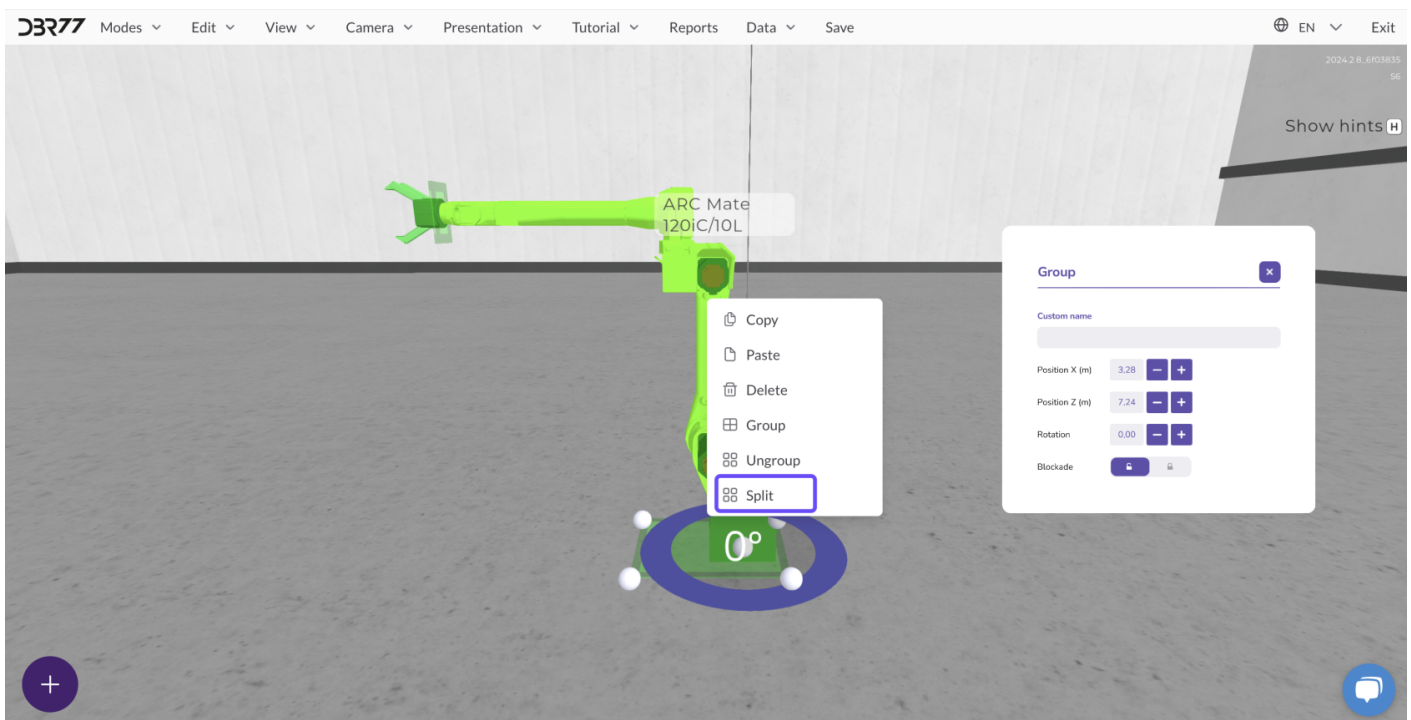 DBR77 Modes Edit View Camera Presentation Tutorial Reports Data Save EN Exit
2024.2.8_6f03835
56
Show hints H
ARC Mate
120iC/10L
Copy
Paste
Delete
Group
Ungroup
Split
0°
Group
Custom name
Position X (m) 3,28
Position Z (m) 7,24
Rotation 0,00
Blockade